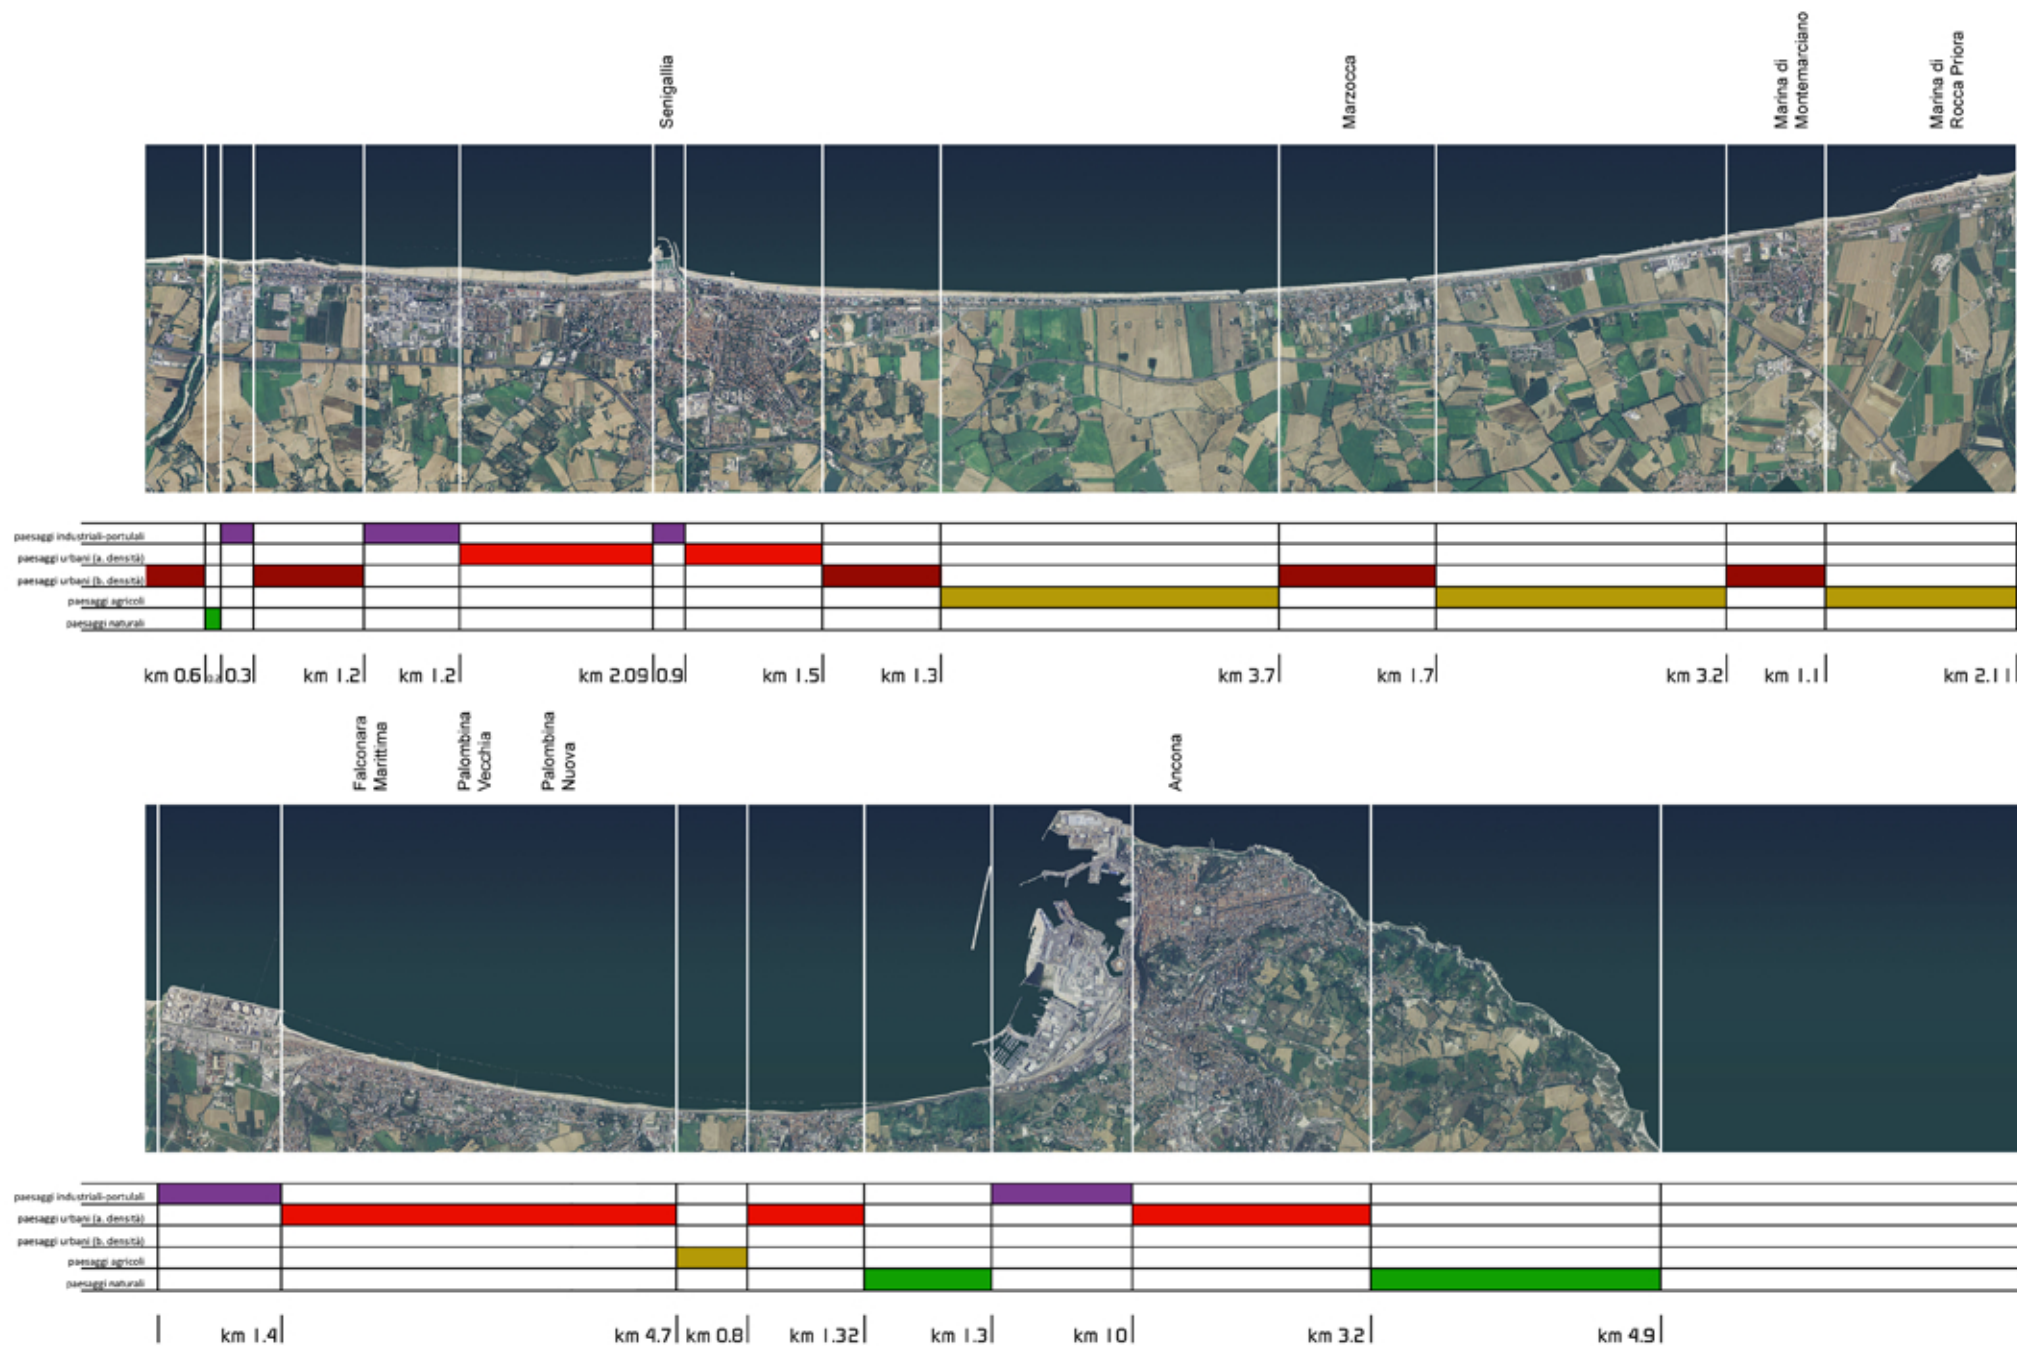 Senigallia
Marzocca
Marina di
Montemarciano
Marina di
Rocca Priora
paesaggi industriali-portulali
paesaggi urbani (a. densità)
paesaggi urbani (b. densità)
paesaggi agricoli
paesaggi naturali
km 0.6 0.3 km 1.2 km 1.2 km 2.09 0.9 km 1.5 km 1.3 km 3.7 km 1.7 km 3.2 km 1.1 km 2.11
Falconara
Marittima
Palombina
Vecchia
Palombina
Nuova
Ancona
paesaggi industriali-portulali
paesaggi urbani (a. densità)
paesaggi urbani (b. densità)
paesaggi agricoli
paesaggi naturali
km 1.4 km 4.7 km 0.8 km 1.32 km 1.3 km 10 km 3.2 km 4.9